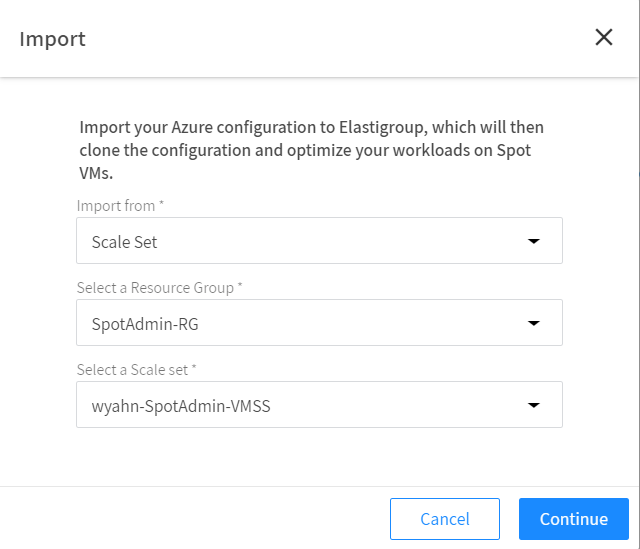 Import
Import your Azure configuration to Elastigroup, which will then
clone the configuration and optimize your workloads on Spot
VMs.
Import from *
Scale Set
Select a Resource Group *
SpotAdmin-RG
Select a Scale set *
wyahn-SpotAdmin-VMSS
Cancel
Continue